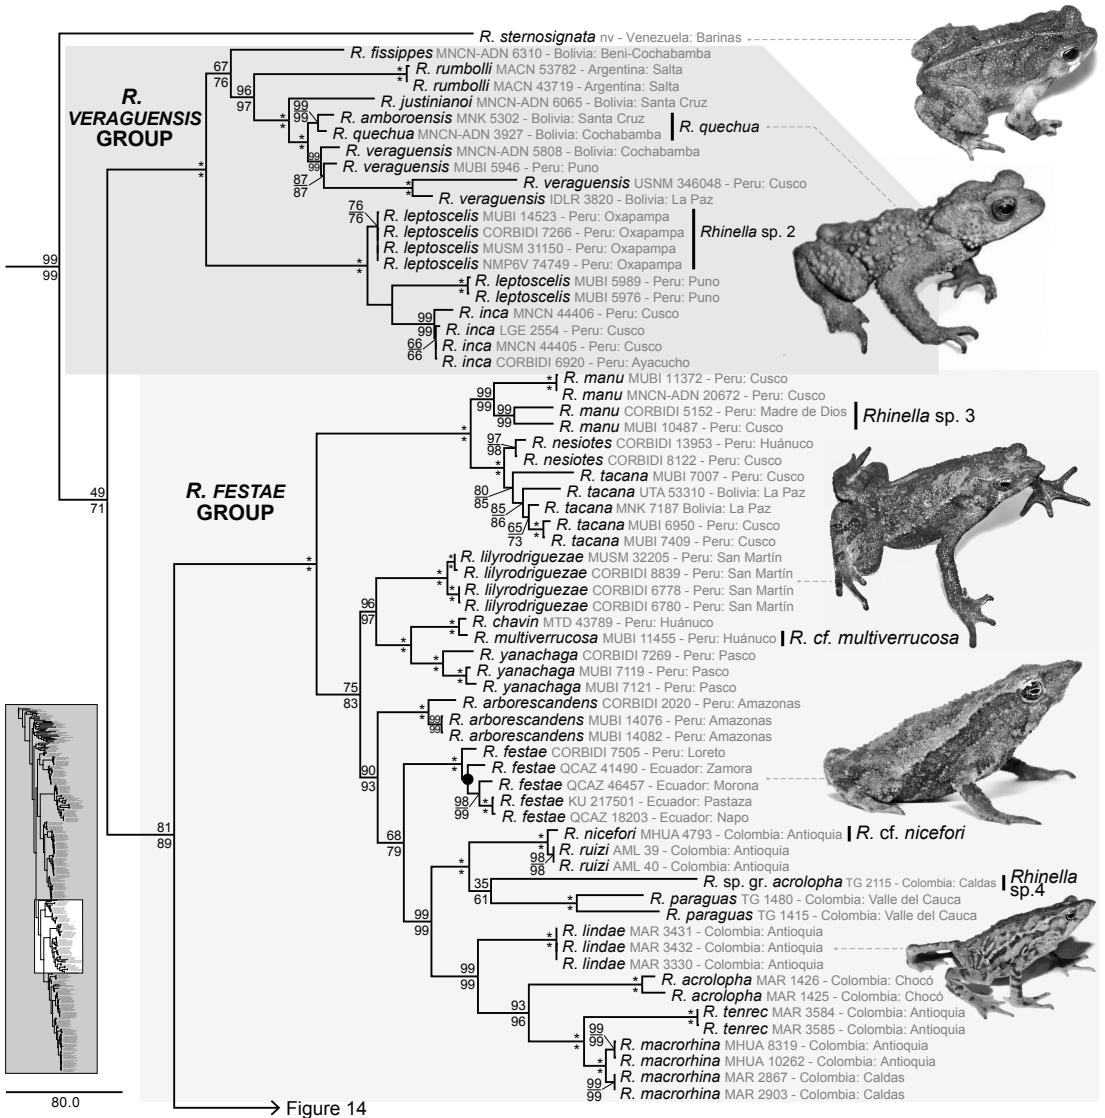 R. sternosignata nv - Venezuela: Barinas
R. VERAGUENSIS GROUP
R. fissippes MNCN-ADN 6310 - Bolivia: Beni-Cochabamba
67
76
R. rumbolli MACN 53782 - Argentina: Salta
* *
R. rumbolli MACN 43719 - Argentina: Salta
96
97
R. justinianoi MNCN-ADN 6065 - Bolivia: Santa Cruz
* *
R. amboroensis MNK 5302 - Bolivia: Santa Cruz
99
99
R. quechua MNCN-ADN 3927 - Bolivia: Cochabamba
R. quechua
* *
R. veraguensis MNCN-ADN 5808 - Bolivia: Cochabamba
99
99
R. veraguensis MUBI 5946 - Peru: Puno
* *
87
87
R. veraguensis USNM 346048 - Peru: Cusco
* *
R. veraguensis IDLR 3820 - Bolivia: La Paz
76
76
R. leptoscelis MUBI 14523 - Peru: Oxapampa
R. leptoscelis CORBIDI 7266 - Peru: Oxapampa
Rhinella sp. 2
R. leptoscelis MUSM 31150 - Peru: Oxapampa
R. leptoscelis NMP6V 74749 - Peru: Oxapampa
99
99
* *
R. leptoscelis MUBI 5989 - Peru: Puno
* *
R. leptoscelis MUBI 5976 - Peru: Puno
R. inca MNCN 44406 - Peru: Cusco
99
99
R. inca LGE 2554 - Peru: Cusco
66
66
R. inca MNCN 44405 - Peru: Cusco
R. inca CORBIDI 6920 - Peru: Ayacucho
R. manu MUBI 11372 - Peru: Cusco
* *
R. manu MNCN-ADN 20672 - Peru: Cusco
99
99
R. manu CORBIDI 5152 - Peru: Madre de Dios
Rhinella sp. 3
99
99
R. manu MUBI 10487 - Peru: Cusco
* *
R. nesiotes CORBIDI 13953 - Peru: Huánuco
97
98
R. nesiotes CORBIDI 8122 - Peru: Cusco
* *
R. tacana MUBI 7007 - Peru: Cusco
49
71
R. FESTAE GROUP
80
85
R. tacana UTA 53310 - Bolivia: La Paz
R. tacana MNK 7187 Bolivia: La Paz
85
86
R. tacana MUBI 6950 - Peru: Cusco
* *
65
73
R. tacana MUBI 7409 - Peru: Cusco
* *
R. lilyrodriguezae MUSM 32205 - Peru: San Martín
* *
R. lilyrodriguezae CORBIDI 8839 - Peru: San Martín
* *
R. lilyrodriguezae CORBIDI 6778 - Peru: San Martín
* *
R. lilyrodriguezae CORBIDI 6780 - Peru: San Martín
96
97
R. chavin MTD 43789 - Peru: Huánuco
* *
R. multiverrucosa MUBI 11455 - Peru: Huánuco
R. cf. multiverrucosa
* *
R. yanachaga CORBIDI 7269 - Peru: Pasco
* *
R. yanachaga MUBI 7119 - Peru: Pasco
* *
R. yanachaga MUBI 7121 - Peru: Pasco
75
83
R. arborescandens CORBIDI 2020 - Peru: Amazonas
* *
R. arborescandens MUBI 14076 - Peru: Amazonas
99
99
R. arborescandens MUBI 14082 - Peru: Amazonas
R. festae CORBIDI 7505 - Peru: Loreto
* *
R. festae QCAZ 41490 - Ecuador: Zamora
90
93
R. festae QCAZ 46457 - Ecuador: Morona
98
99
R. festae KU 217501 - Ecuador: Pastaza
* *
R. festae QCAZ 18203 - Ecuador: Napo
81
89
R. nicefori MHUA 4793 - Colombia: Antioquia
R. cf. nicefori
68
79
R. ruizi AML 39 - Colombia: Antioquia
98
98
R. ruizi AML 40 - Colombia: Antioquia
* *
* *
R. sp. gr. acrolopha TG 2115 - Colombia: Caldas
Rhinella sp.4
35
61
R. paraguas TG 1480 - Colombia: Valle del Cauca
* *
R. paraguas TG 1415 - Colombia: Valle del Cauca
99
99
R. lindae MAR 3431 - Colombia: Antioquia
* *
R. lindae MAR 3432 - Colombia: Antioquia
R. lindae MAR 3330 - Colombia: Antioquia
99
99
R. acrolopha MAR 1426 - Colombia: Chocó
* *
R. acrolopha MAR 1425 - Colombia: Chocó
93
96
R. tenrec MAR 3584 - Colombia: Antioquia
* *
R. tenrec MAR 3585 - Colombia: Antioquia
* *
99
99
R. macrorhina MHUA 8319 - Colombia: Antioquia
R. macrorhina MHUA 10262 - Colombia: Antioquia
* *
R. macrorhina MAR 2867 - Colombia: Caldas
99
99
R. macrorhina MAR 2903 - Colombia: Caldas
80.0
Figure 14